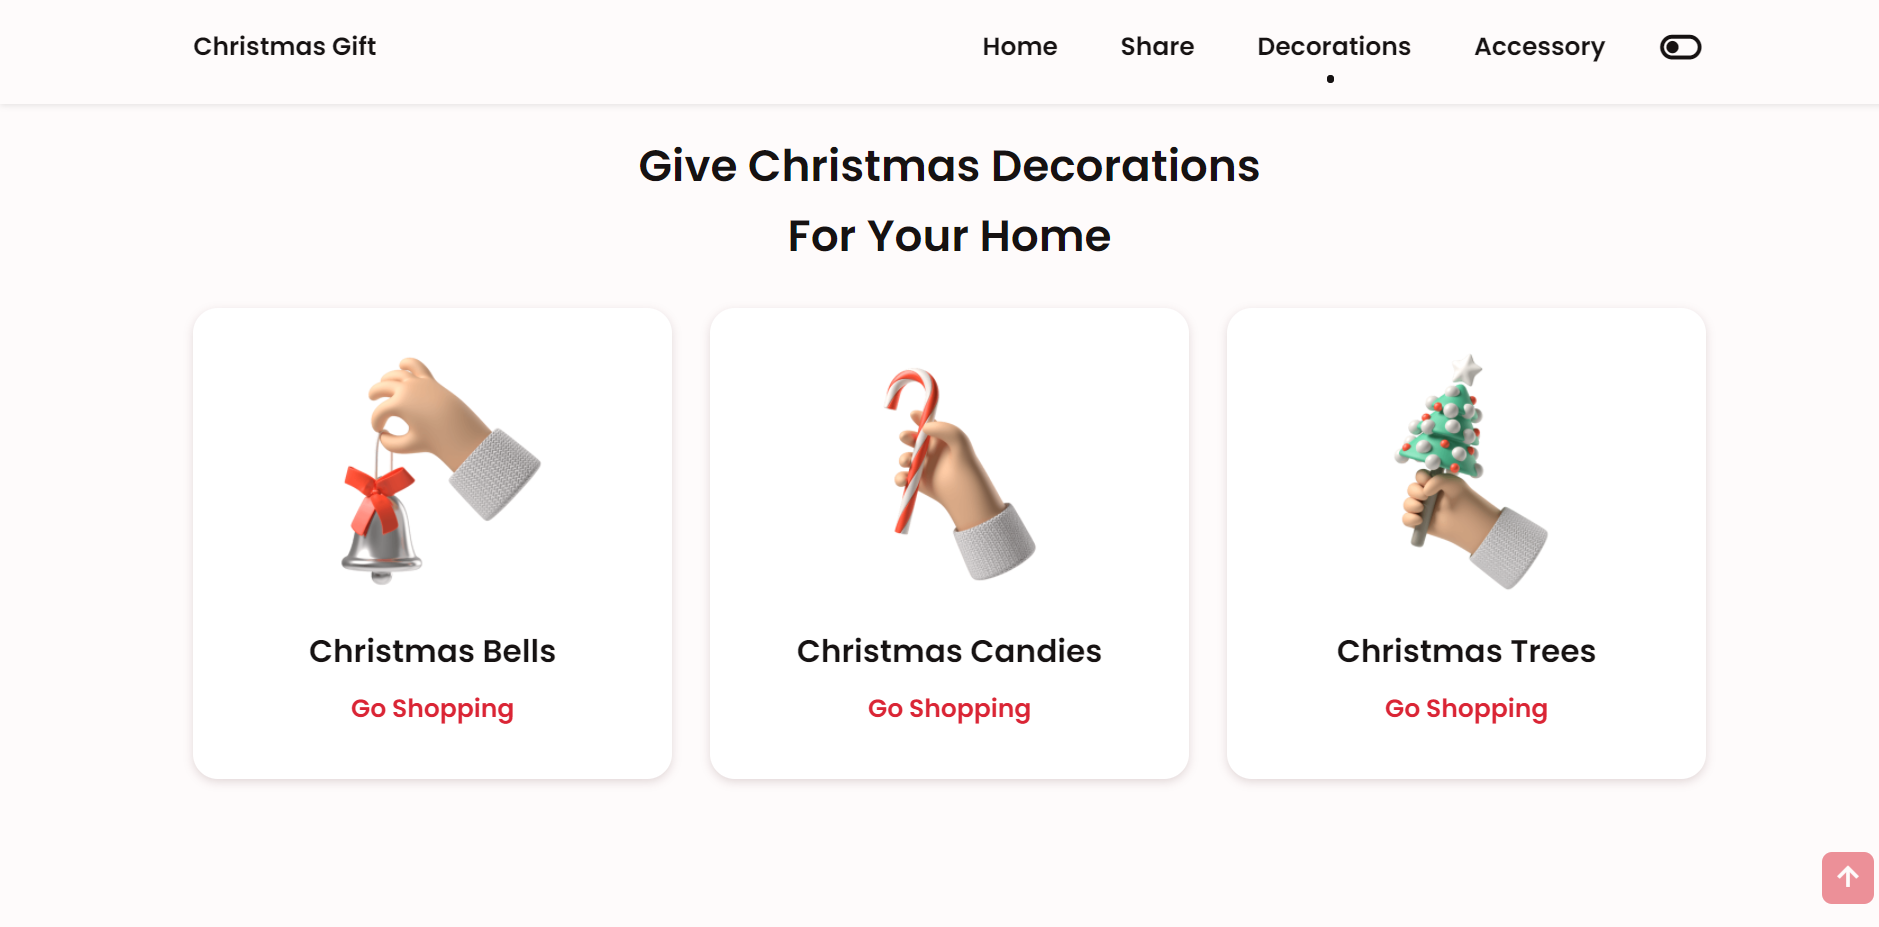 Christmas Gift
Home Share Decorations Accessory
Give Christmas Decorations
For Your Home
Christmas Bells
Go Shopping
Christmas Candies
Go Shopping
Christmas Trees
Go Shopping